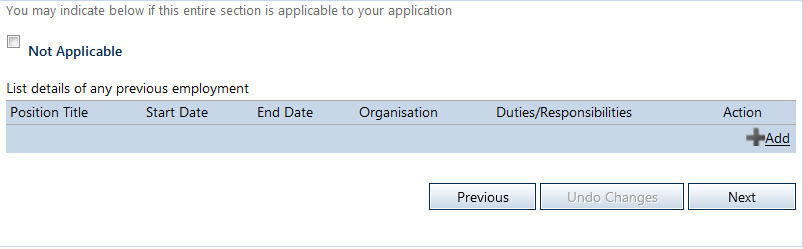 You may indicate below if this entire section is applicable to your application
Not Applicable
List details of any previous employment
Position Title Start Date End Date Organisation Duties/Responsibilities Action
Add
Previous Undo Changes Next